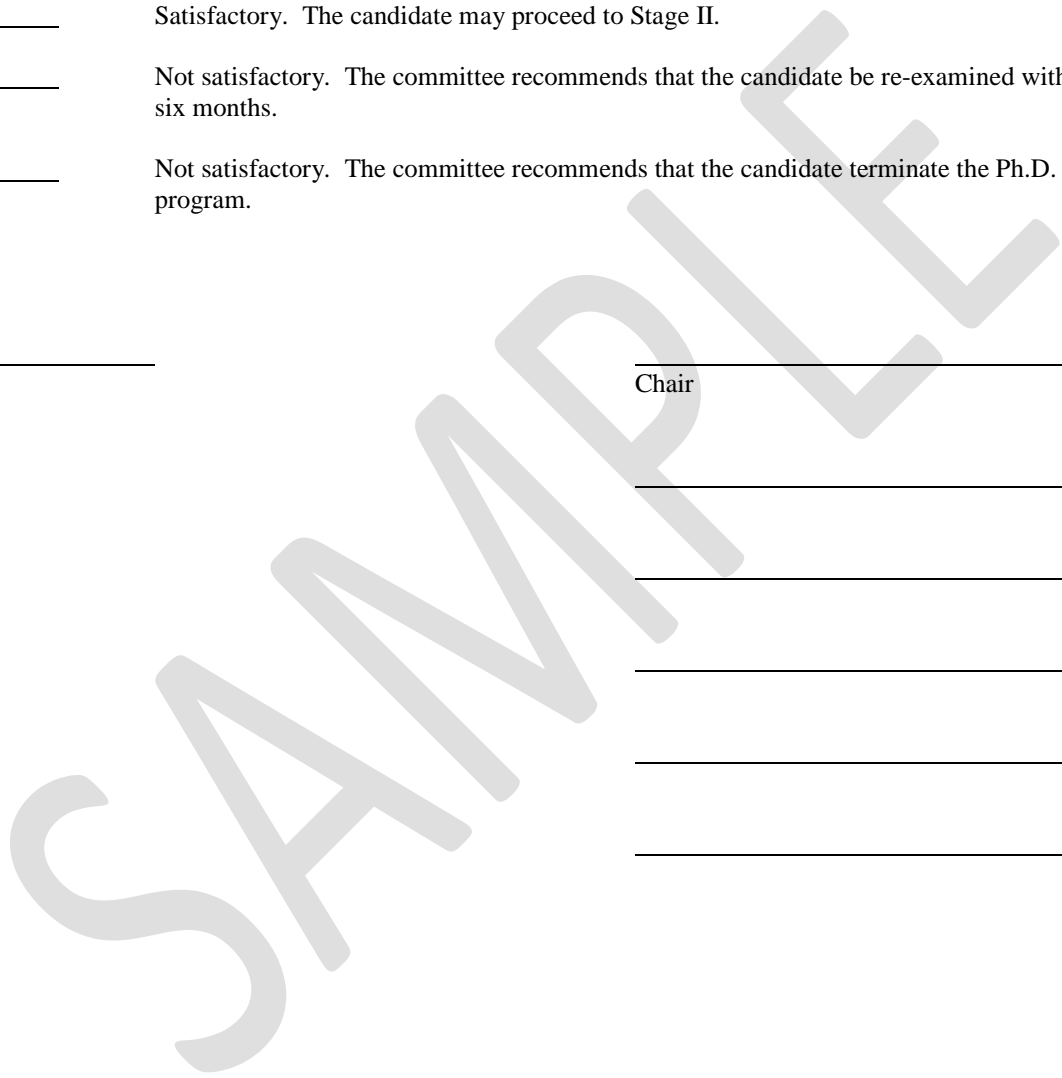 Satisfactory. The candidate may proceed to Stage II.
Not satisfactory. The committee recommends that the candidate be re-examined with
six months.
Not satisfactory. The committee recommends that the candidate terminate the Ph.D.
program.
Chair
SAMPLE